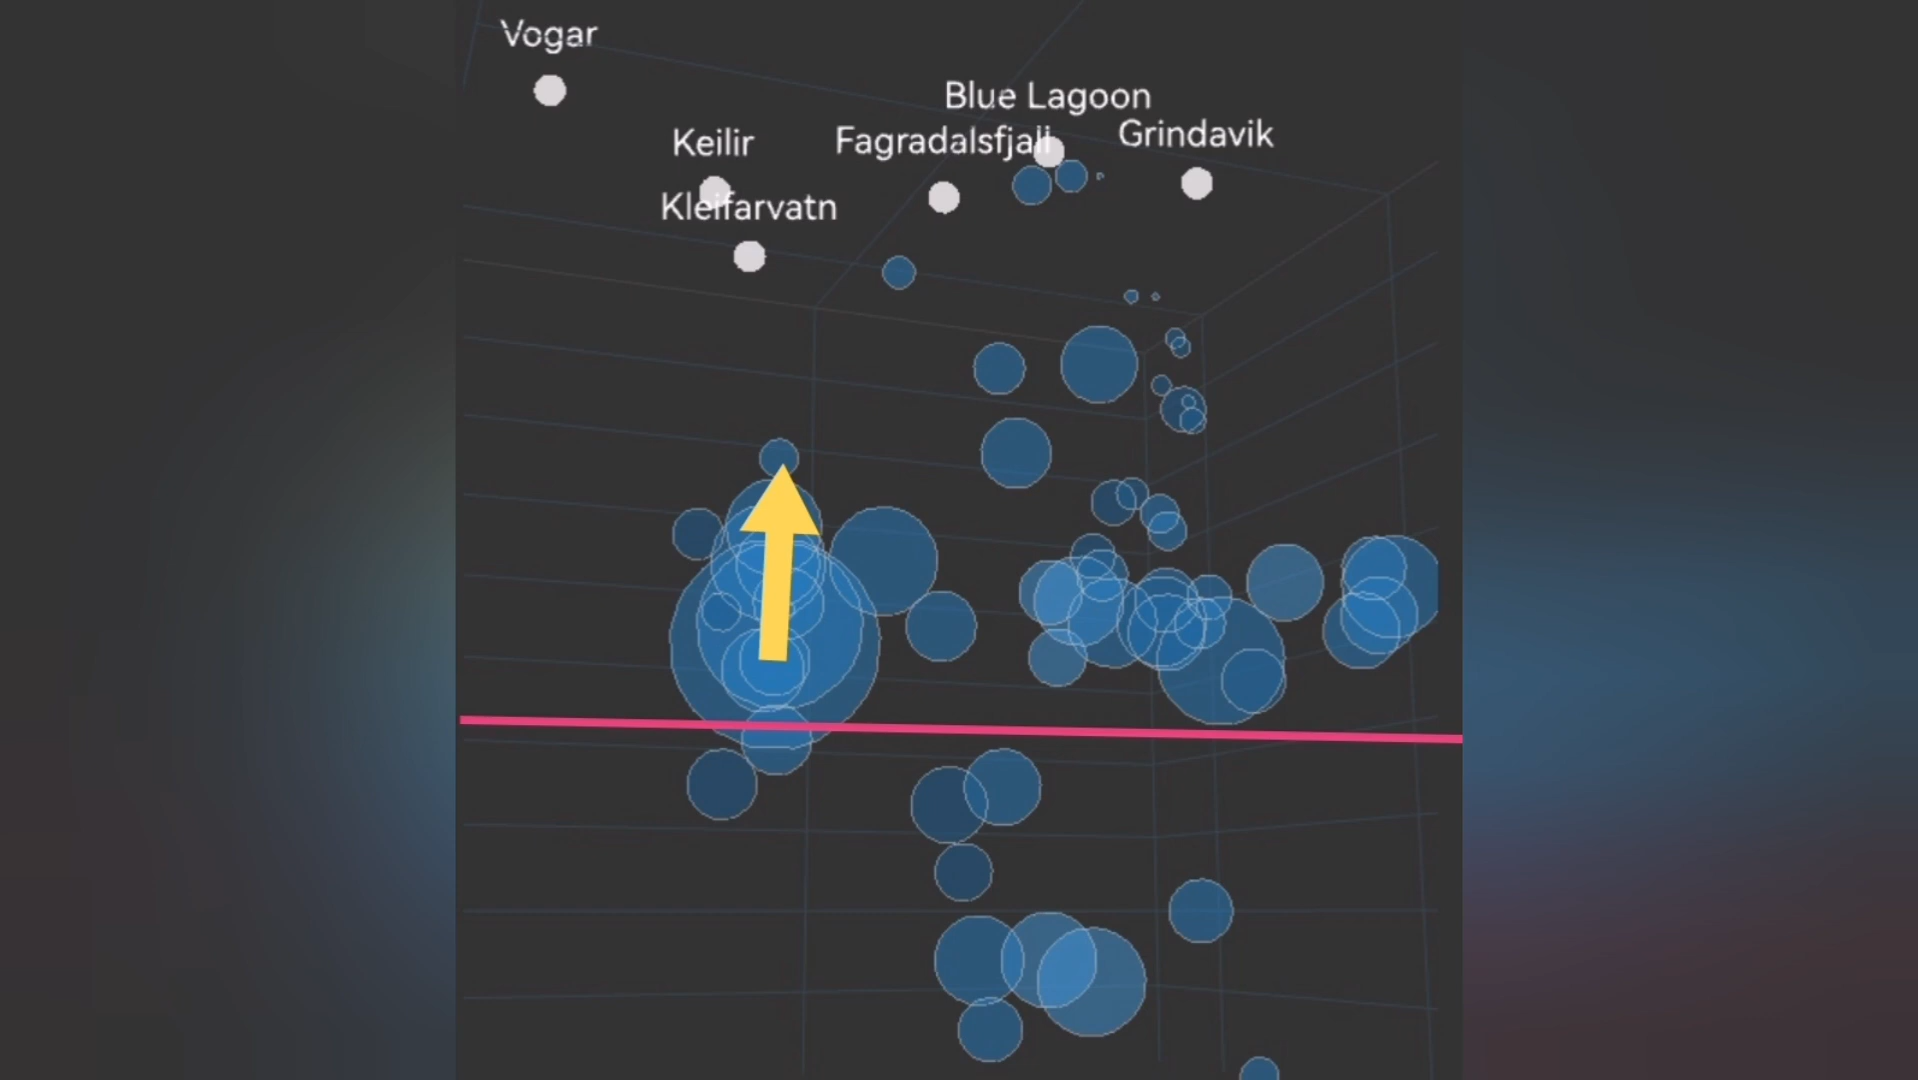 Vogar
Blue Lagoon
Keilir
Fagradalsfjall
Grindavik
Kleifarvatn